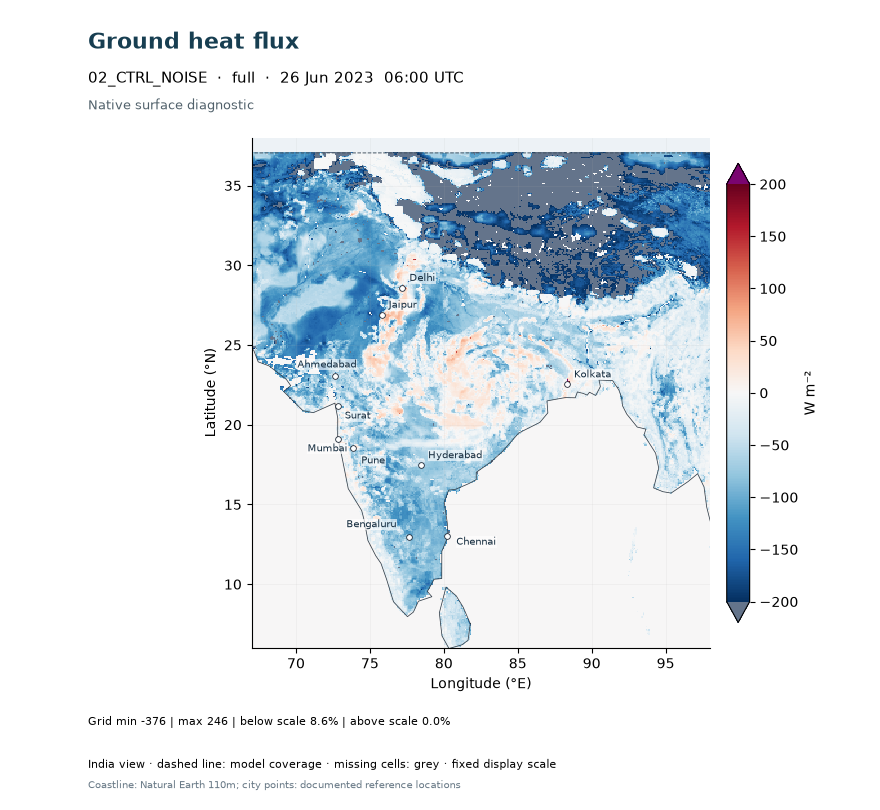 Ground heat flux
02_CTRL_NOISE · full · 26 Jun 2023 06:00 UTC
Native surface diagnostic
35
30
25
20
15
10
Latitude (°N)
70 75 80 85 90 95
Longitude (°E)
Delhi
Jaipur
Ahmedabad
Kolkata
Surat
Mumbai
Pune
Hyderabad
Bengaluru
Chennai
200
150
100
50
0
−50
−100
−150
−200
W m⁻²
Grid min -376 | max 246 | below scale 8.6% | above scale 0.0%
India view · dashed line: model coverage · missing cells: grey · fixed display scale
Coastline: Natural Earth 110m; city points: documented reference locations